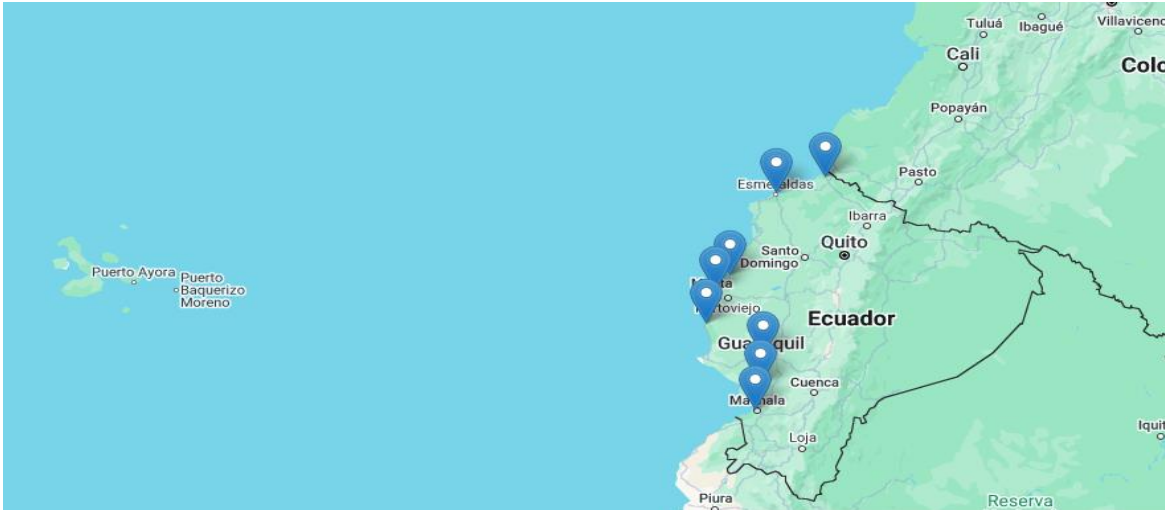 Tuluá
Ibagué
Villavicenc
Cali
Colo
Popayán
Pasto
Esmeraldas
Ibarra
Quito
Santo
Domingo
Puerto Ayora
Puerto
Baquerizo
Moreno
Ecuador
Cuenca
Loja
Iquit
Piura
Reserva